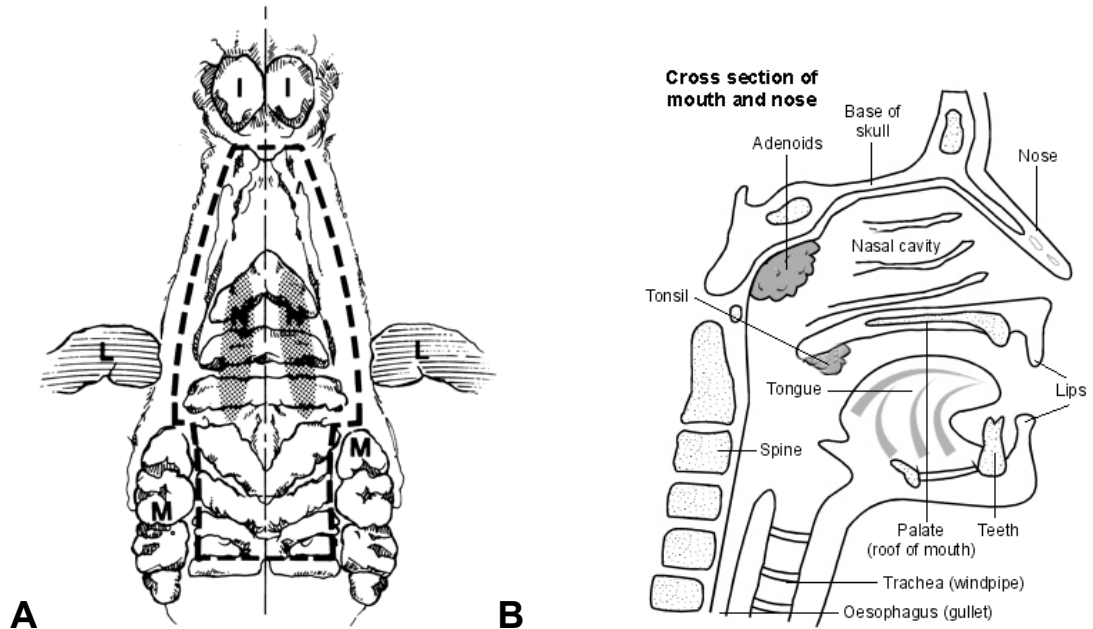 I I
N N
L L
M
M
A
Cross section of
mouth and nose
Base of
skull
Adenoids
Nose
Nasal cavity
Tonsil
Tongue
Lips
Spine
Palate
(roof of mouth)
Teeth
Trachea (windpipe)
Oesophagus (gullet)
B